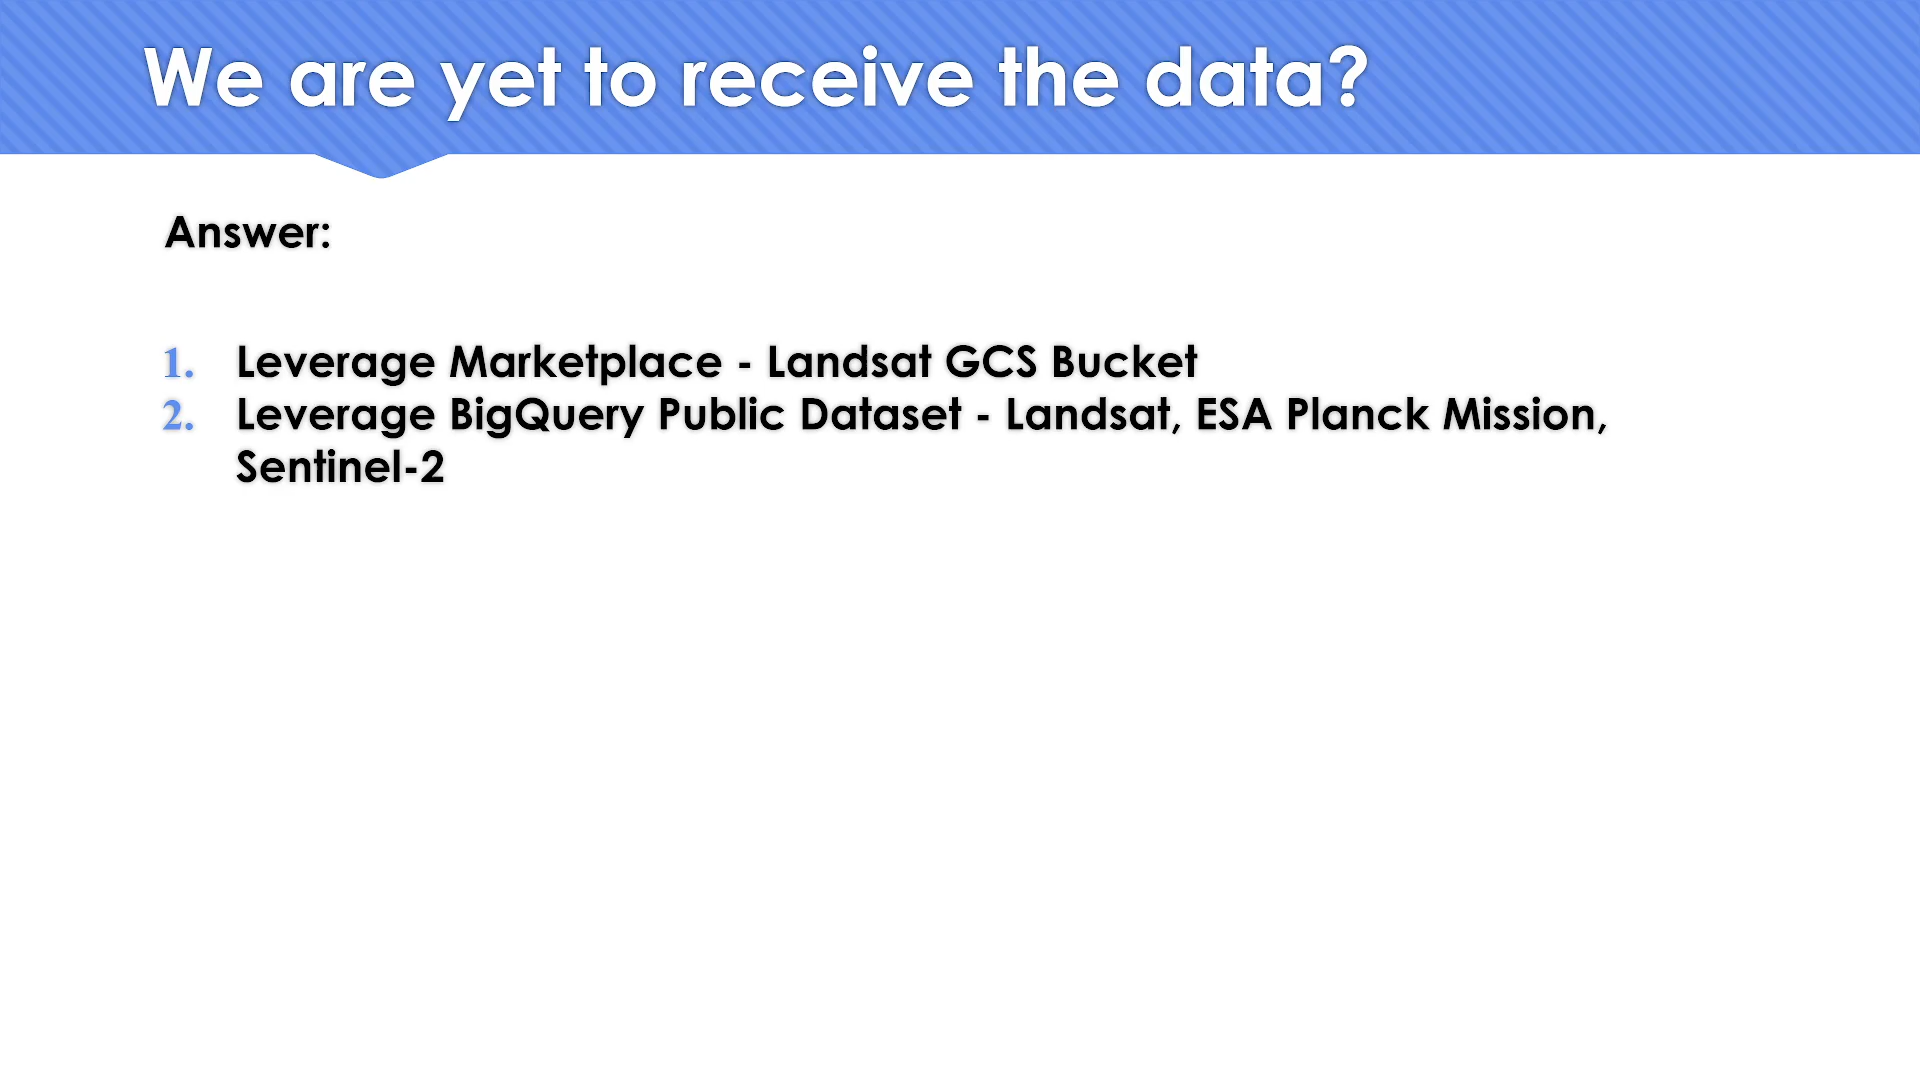 We are yet to receive the data?
Answer:
1. Leverage Marketplace - Landsat GCS Bucket
2. Leverage BigQuery Public Dataset - Landsat, ESA Planck Mission,
Sentinel-2